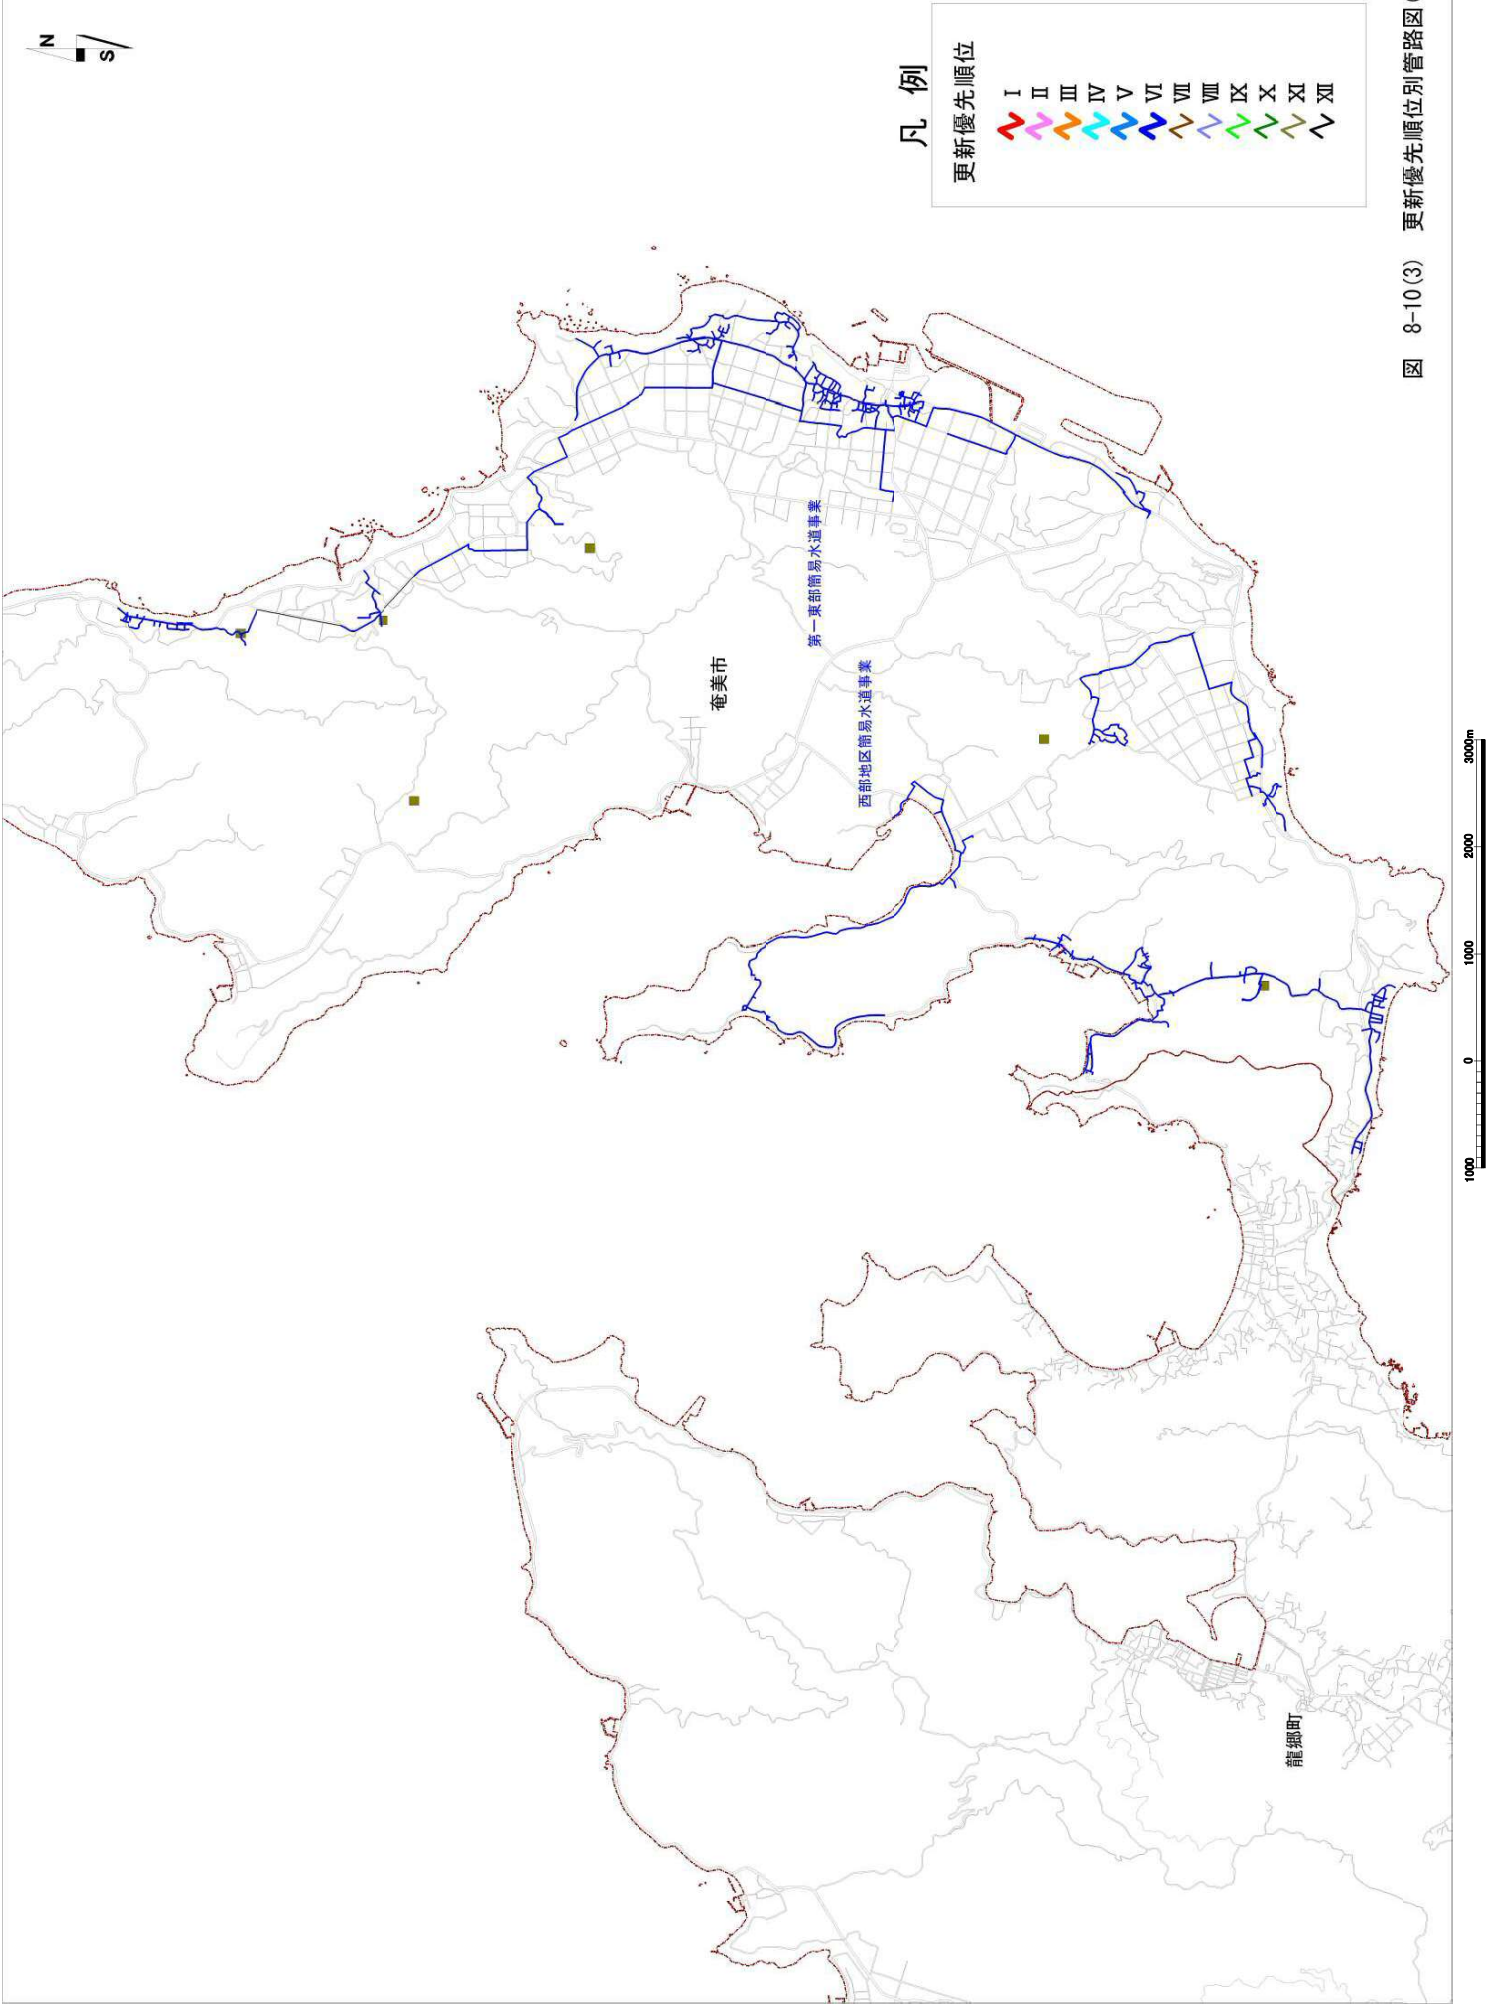 N
S
凡 例
更新優先順位
Ⅰ
Ⅱ
Ⅲ
Ⅳ
Ⅴ
Ⅵ
Ⅶ
Ⅷ
Ⅸ
Ⅹ
Ⅺ
Ⅻ
第一東部簡易水道事業
奄美市
西部地区簡易水道事業
龍郷町
1000 0 1000 2000 3000m
図 8-10(3) 更新優先順位別管路図(